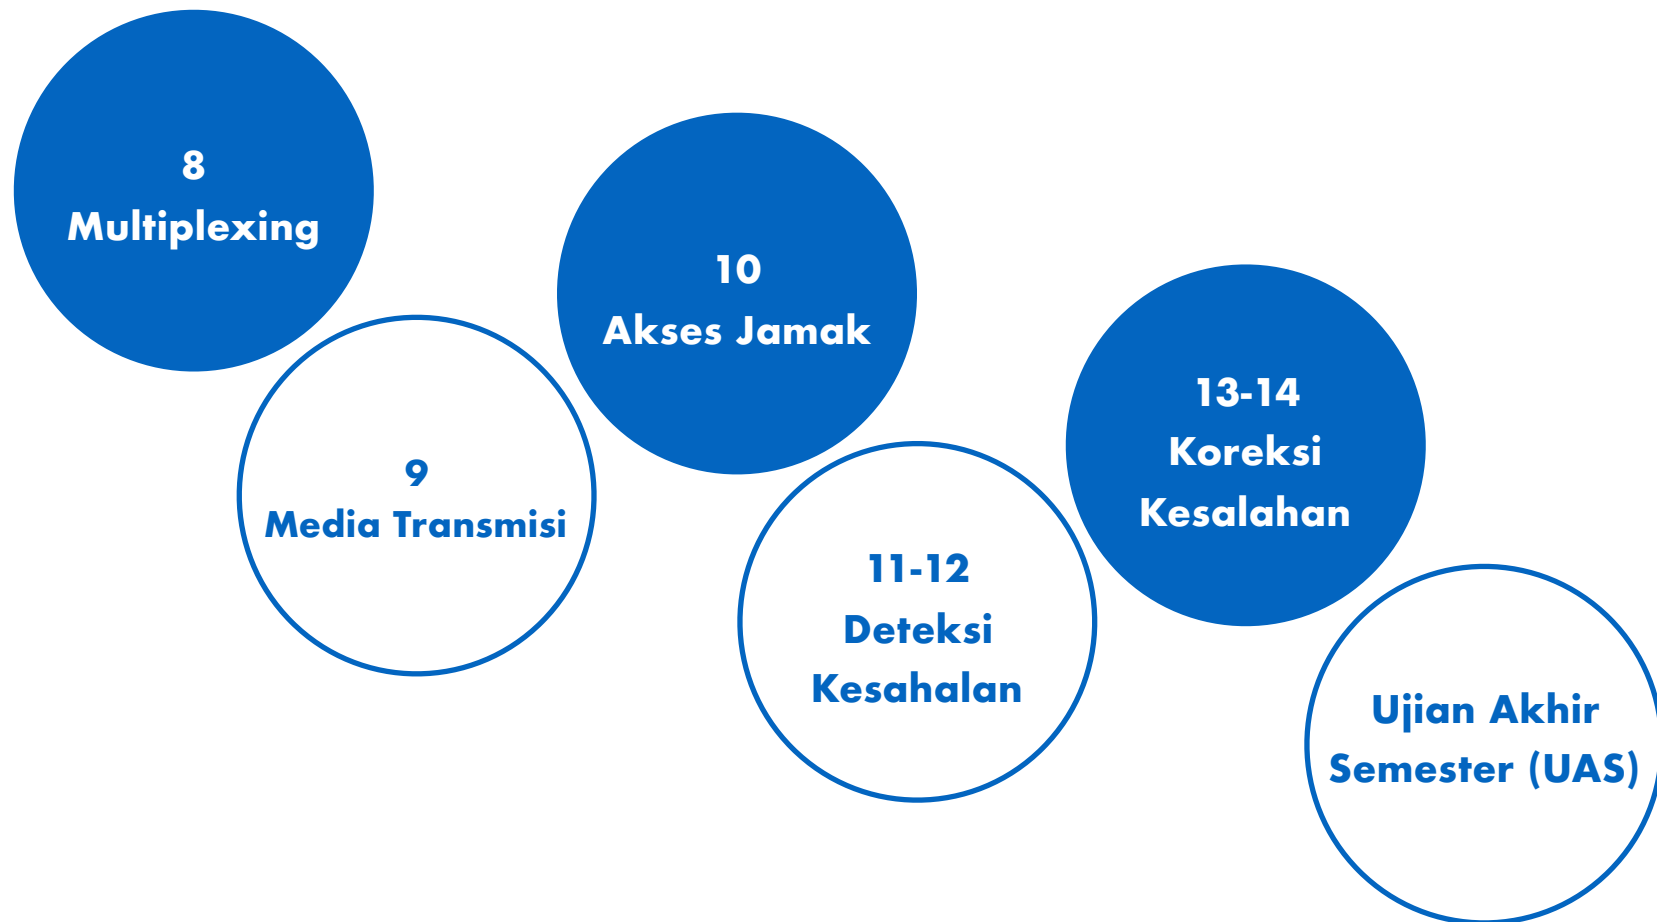 8
Multiplexing
9
Media Transmisi
10
Akses Jamak
11-12
Deteksi
Kesahalan
13-14
Koreksi
Kesalahan
Ujian Akhir
Semester (UAS)